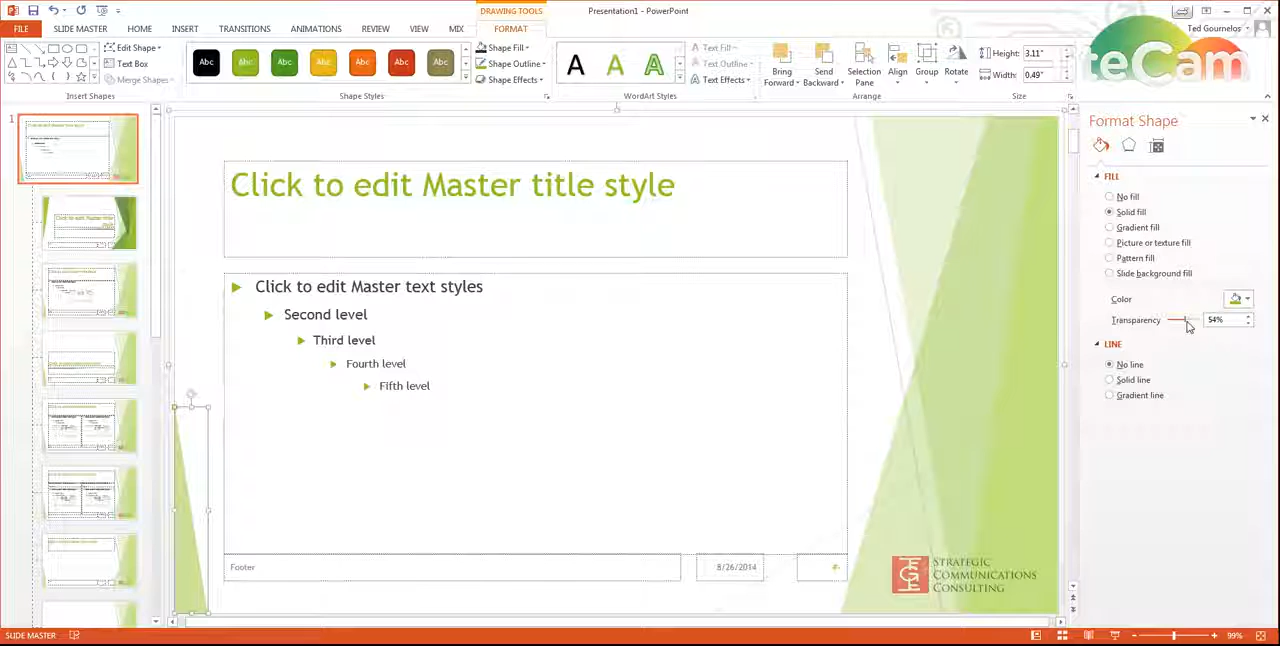 DRAWING TOOLS
Presentation1 - PowerPoint
FILE
SLIDE MASTER
HOME
INSERT
TRANSITIONS
ANIMATIONS
REVIEW
VIEW
MIX
FORMAT
Ted Gournelos
Edit Shape
Text Box
Merge Shapes
Insert Shapes
Abc Abc Abc Abc Abc Abc Abc
Shape Fill
Shape Outline
Shape Effects
Shape Styles
A A A
Text Fill
Text Outline
Text Effects
WordArt Styles
Bring Forward
Send Backward
Selection Pane
Align
Group
Rotate
Arrange
Height: 3.11"
Width: 0.49"
Size
teCam
1
Click to edit Master title style
Click to edit Master text styles
Second level
Third level
Fourth level
Fifth level
Footer
8/26/2014
STRATEGIC
COMMUNICATIONS
CONSULTING
Format Shape
FILL
No fill
Solid fill
Gradient fill
Picture or texture fill
Pattern fill
Slide background fill
Color
Transparency 54%
LINE
No line
Solid line
Gradient line
SLIDE MASTER
99%